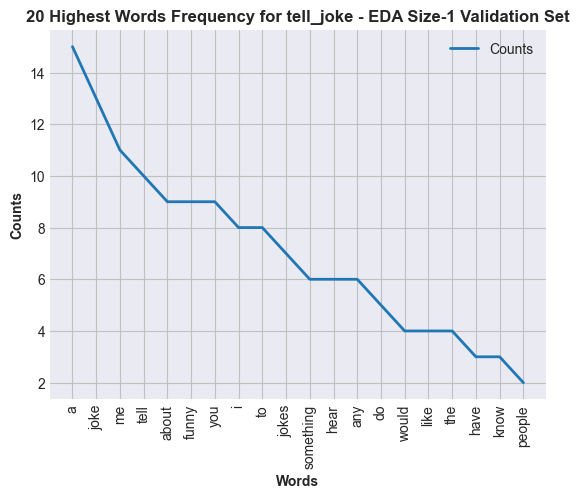 20 Highest Words Frequency for tell_joke - EDA Size-1 Validation Set
Counts
14
12
10
8
6
4
2
Counts
a
joke
me
tell
about
funny
you
i
to
jokes
something
hear
any
do
would
like
the
have
know
people
Words